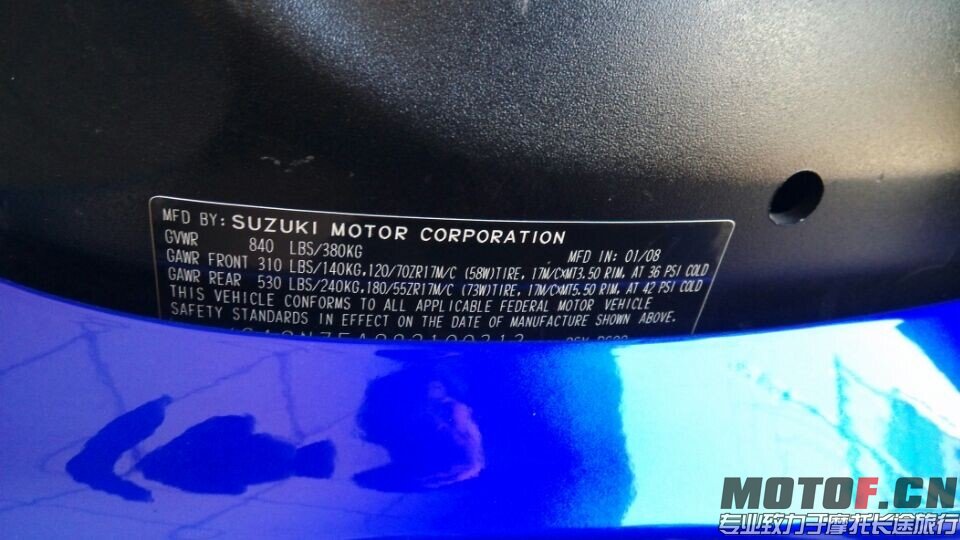 MFD BY: SUZUKI MOTOR CORPORATION
GVWR 840 LBS/380KG MFD IN: 01/08
GAWR FRONT 310 LBS/140KG,120/70ZR17M/C (58W)TIRE, 17M/C×MT3.50 RIM, AT 36 PSI COLD
GAWR REAR 530 LBS/240KG,180/55ZR17M/C (73W)TIRE, 17M/C×MT5.50 RIM, AT 42 PSI COLD
THIS VEHICLE CONFORMS TO ALL APPLICABLE FEDERAL MOTOR VEHICLE
SAFETY STANDARDS IN EFFECT ON THE DATE OF MANUFACTURE SHOWN ABOVE.
MOTOF.CN
专业致力于摩托长途旅行